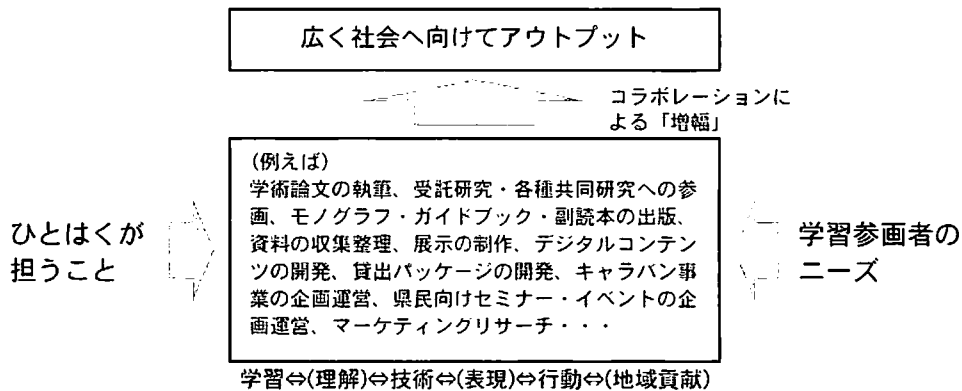 広く社会へ向けてアウトプット
コラボレーションに
よる「増幅」
(例えば)
学術論文の執筆、受託研究・各種共同研究への参
画、モノグラフ・ガイドブック・副読本の出版、
資料の収集整理、展示の制作、デジタルコンテン
ツの開発、貸出パッケージの開発、キャラバン事
業の企画運営、県民向けセミナー・イベントの企
画運営、マーケティングリサーチ・・・
ひとはくが
担うこと
学習参画者の
ニーズ
学習⇔(理解)⇔技術⇔(表現)⇔行動⇔(地域貢献)